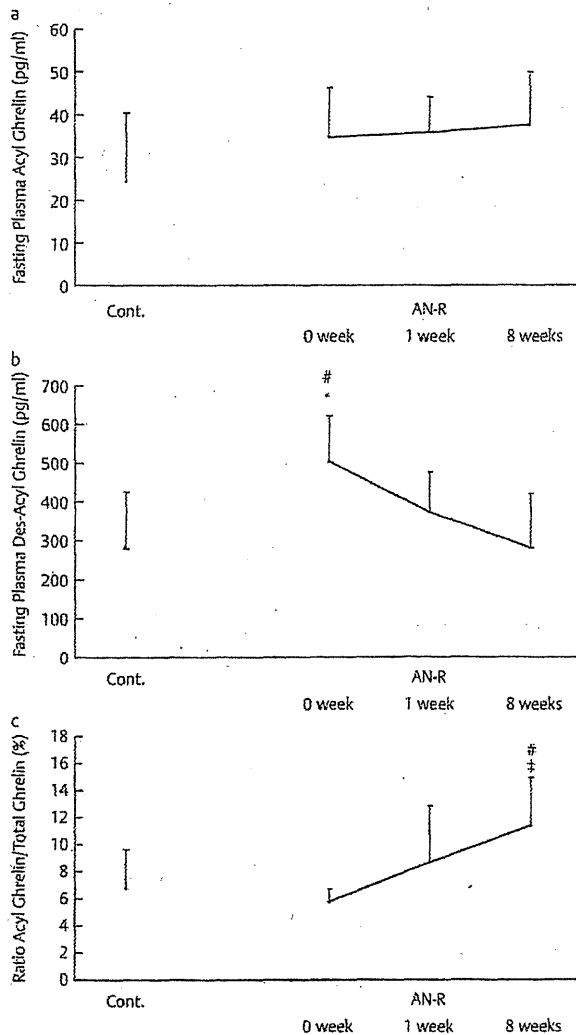 a
Fasting Plasma Acyl Ghrelin (pg/ml)
60
50
40
30
20
10
0
Cont.
AN-R
0 week 1 week 8 weeks
b
Fasting Plasma Des-Acyl Ghrelin (pg/ml)
700
600
500
400
300
200
100
0
#
*
Cont.
AN-R
0 week 1 week 8 weeks
c
Ratio Acyl Ghrelin/Total Ghrelin (%)
18
16
14
12
10
8
6
4
2
0
#
‡
Cont.
AN-R
0 week 1 week 8 weeks